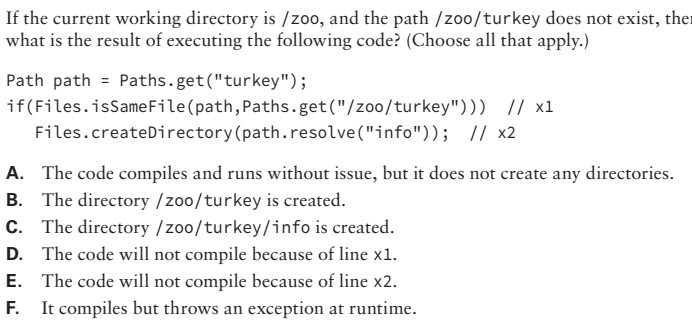 If the current working directory is /zoo, and the path /zoo/turkey does not exist,
what is the result of executing the following code? (Choose all that apply.)
Path path = Paths.get("turkey");
if(Files.isSameFile(path,Paths.get("/zoo/turkey"))) // x1
Files.createDirectory(path.resolve("info")); // x2
A. The code compiles and runs without issue, but it does not create any directories.
B. The directory /zoo/turkey is created.
C. The directory /zoo/turkey/info is created.
D. The code will not compile because of line x1.
E. The code will not compile because of line x2.
F. It compiles but throws an exception at runtime.